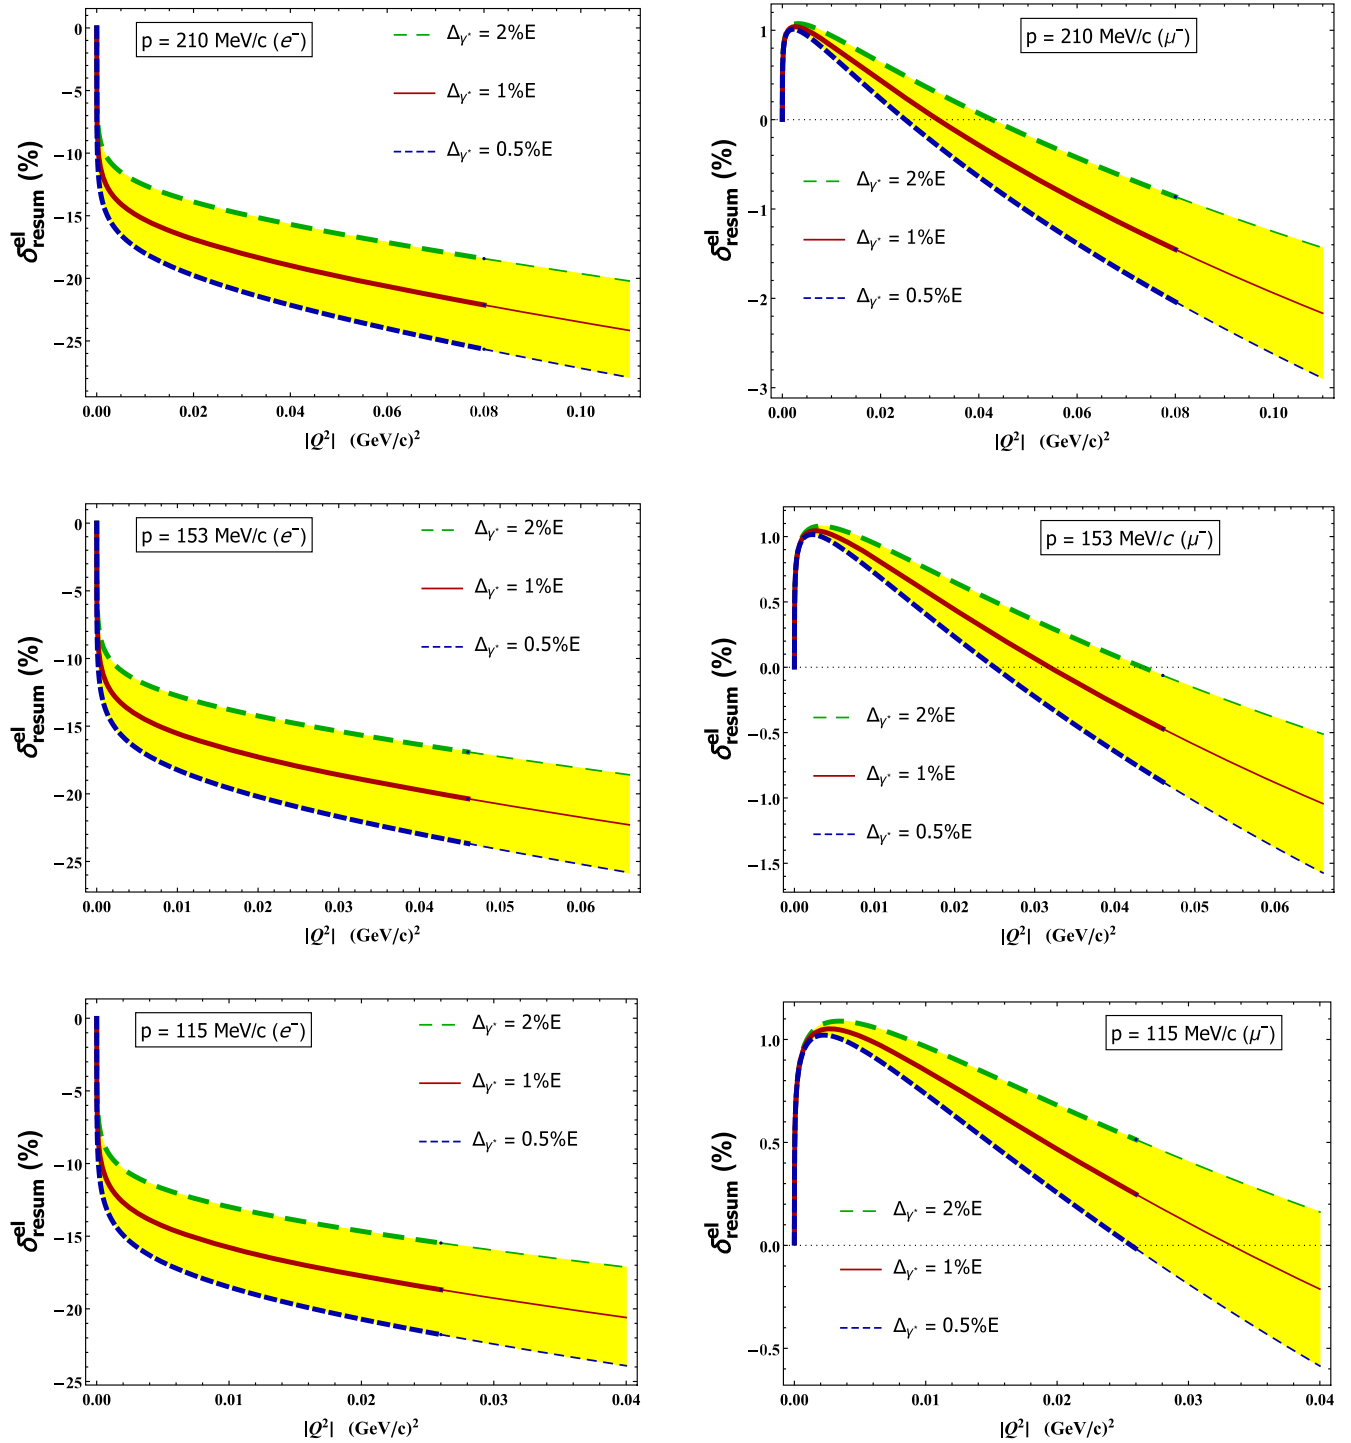 p = 210 MeV/c (e⁻)
Δγ* = 2%E
Δγ* = 1%E
Δγ* = 0.5%E
δ^el_resum (%)
0
−5
−10
−15
−20
−25
0.00 0.02 0.04 0.06 0.08 0.10
|Q²| (GeV/c)²
p = 210 MeV/c (μ⁻)
Δγ* = 2%E
Δγ* = 1%E
Δγ* = 0.5%E
δ^el_resum (%)
1
0
−1
−2
−3
0.00 0.02 0.04 0.06 0.08 0.10
|Q²| (GeV/c)²
p = 153 MeV/c (e⁻)
Δγ* = 2%E
Δγ* = 1%E
Δγ* = 0.5%E
δ^el_resum (%)
0
−5
−10
−15
−20
−25
0.00 0.01 0.02 0.03 0.04 0.05 0.06
|Q²| (GeV/c)²
p = 153 MeV/c (μ⁻)
Δγ* = 2%E
Δγ* = 1%E
Δγ* = 0.5%E
δ^el_resum (%)
1.0
0.5
0.0
−0.5
−1.0
−1.5
0.00 0.01 0.02 0.03 0.04 0.05 0.06
|Q²| (GeV/c)²
p = 115 MeV/c (e⁻)
Δγ* = 2%E
Δγ* = 1%E
Δγ* = 0.5%E
δ^el_resum (%)
0
−5
−10
−15
−20
−25
0.00 0.01 0.02 0.03 0.04
|Q²| (GeV/c)²
p = 115 MeV/c (μ⁻)
Δγ* = 2%E
Δγ* = 1%E
Δγ* = 0.5%E
δ^el_resum (%)
1.0
0.5
0.0
−0.5
0.00 0.01 0.02 0.03 0.04
|Q²| (GeV/c)²